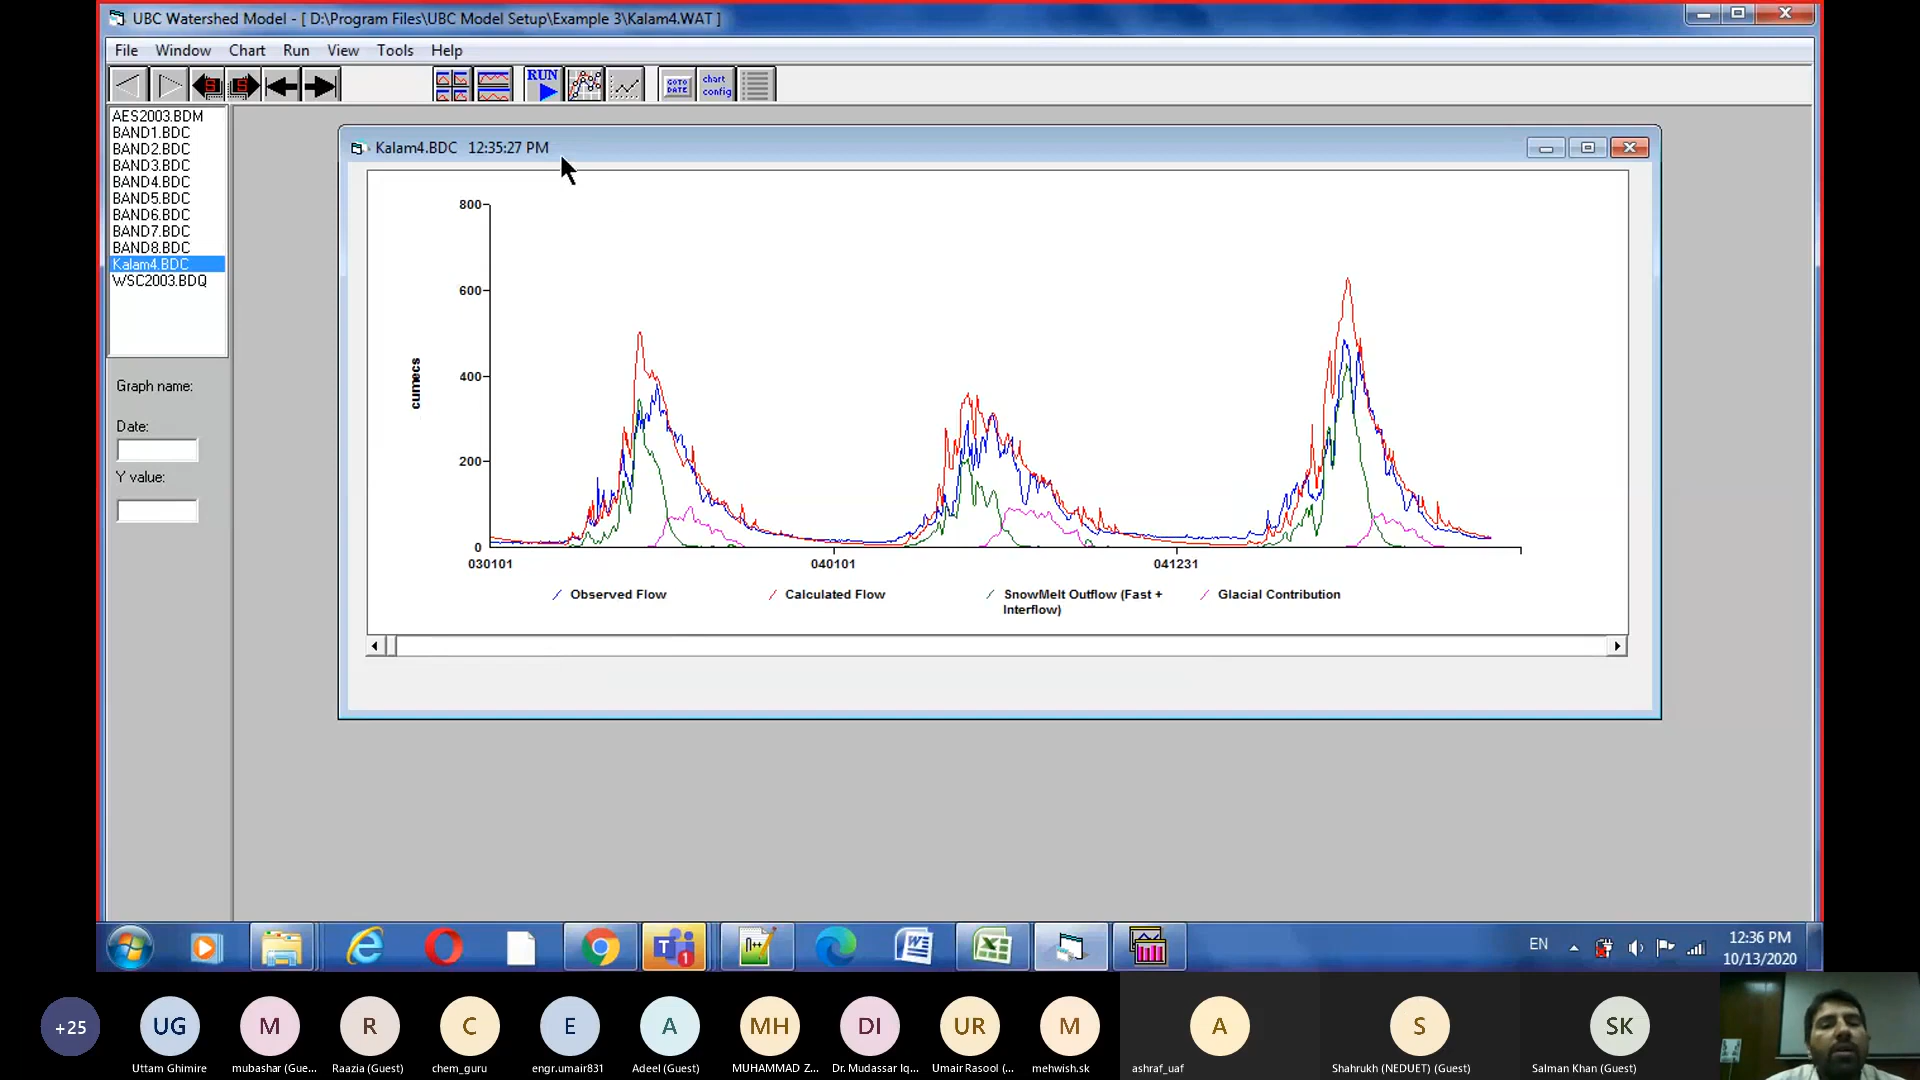 UBC Watershed Model - [ D:\Program Files\UBC Model Setup\Example 3\Kalam4.WAT ]
File Window Chart Run View Tools Help
S S RUN GOTO DATE chart config
AES2003.BDM
BAND1.BDC
BAND2.BDC
BAND3.BDC
BAND4.BDC
BAND5.BDC
BAND6.BDC
BAND7.BDC
BAND8.BDC
Kalam4.BDC
WSC2003.BDQ
Graph name:
Date:
Y value:
Kalam4.BDC 12:35:27 PM
800
600
400
200
0
cumecs
030101 040101 041231
Observed Flow Calculated Flow SnowMelt Outflow (Fast + Interflow) Glacial Contribution
EN
12:36 PM
10/13/2020
+25 UG M R C E A MH DI UR M A S SK
Uttam Ghimire mubashar (Gue... Raazia (Guest) chem_guru engr.umair831 Adeel (Guest) MUHAMMAD Z... Dr. Mudassar Iq... Umair Rasool (... mehwish.sk ashraf_uaf Shahrukh (NEDUET) (Guest) Salman Khan (Guest)